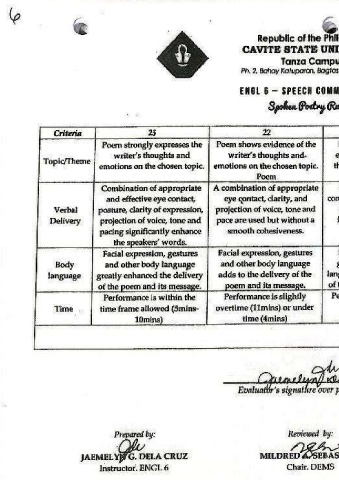 6
Republic of the Phil
CAVITE STATE UNI
Tanza Campu
Ph. 2, Bahay Katuparan, Bagtas
ENGL 6 - SPEECH COMM
Spoken Poetry Ru
Criteria 25 22
Topic/Theme
Poem strongly expresses the
writer's thoughts and
emotions on the chosen topic.
Poem shows evidence of the
writer's thoughts and
emotions on the chosen topic.
Poem
Verbal
Delivery
Combination of appropriate
and effective eye contact,
posture, clarity of expression,
projection of voice, tone and
pacing significantly enhance
the speakers' words.
A combination of appropriate
eye contact, clarity, and
projection of voice, tone and
pace are used but without a
smooth cohesiveness.
Body
language
Facial expression, gestures
and other body language
greatly enhanced the delivery
of the poem and its message.
Facial expression, gestures
and other body language
adds to the delivery of the
poem and its message.
Time
Performance is within the
time frame allowed (5mins-
10mins)
Performance is slightly
overtime (11mins) or under
time (4mins)
Evaluator's signature over p
Prepared by:
JAEMELYN G. DELA CRUZ
Instructor. ENGL 6
Reviewed by:
MILDRED A. SEBAS
Chair. DEMS